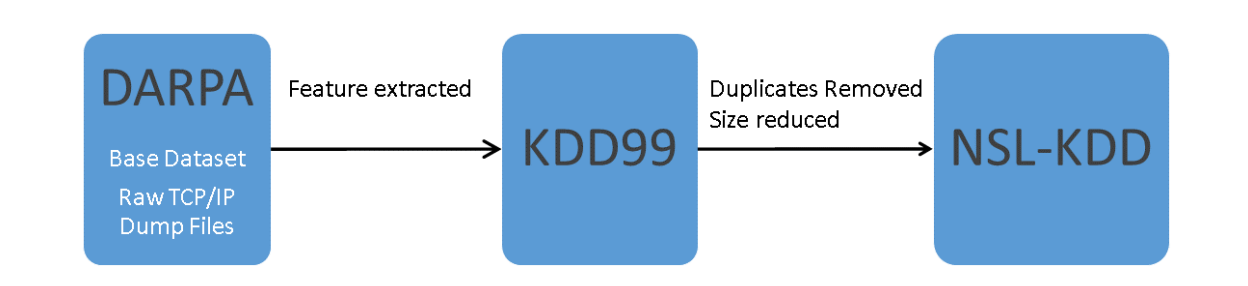 DARPA
Base Dataset
Raw TCP/IP
Dump Files
Feature extracted
KDD99
Duplicates Removed
Size reduced
NSL-KDD